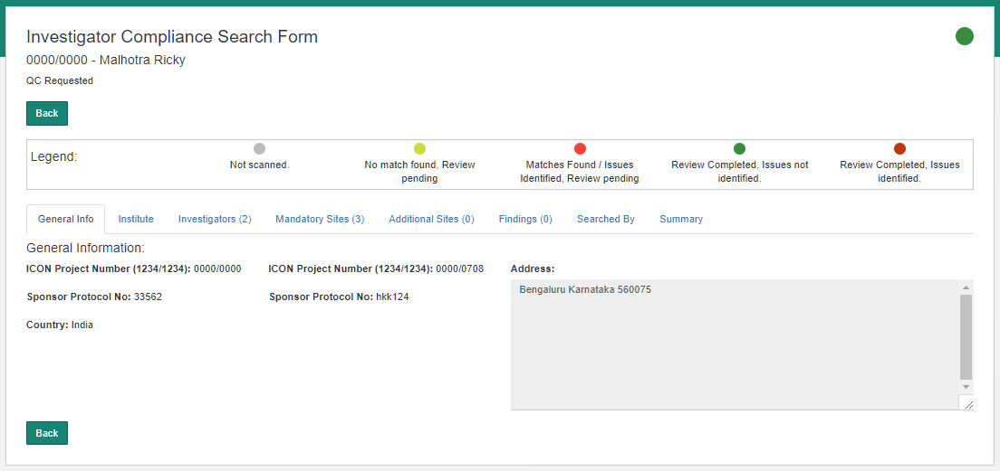 Investigator Compliance Search Form
0000/0000 - Malhotra Ricky
QC Requested
Back
Legend:
Not scanned.
No match found, Review
pending
Matches Found / Issues
Identified, Review pending
Review Completed, Issues not
identified.
Review Completed, Issues
identified.
General Info Institute Investigators (2) Mandatory Sites (3) Additional Sites (0) Findings (0) Searched By Summary
General Information:
ICON Project Number (1234/1234): 0000/0000 ICON Project Number (1234/1234): 0000/0708 Address:
Bengaluru Karnataka 560075
Sponsor Protocol No: 33562 Sponsor Protocol No: hkk124
Country: India
Back